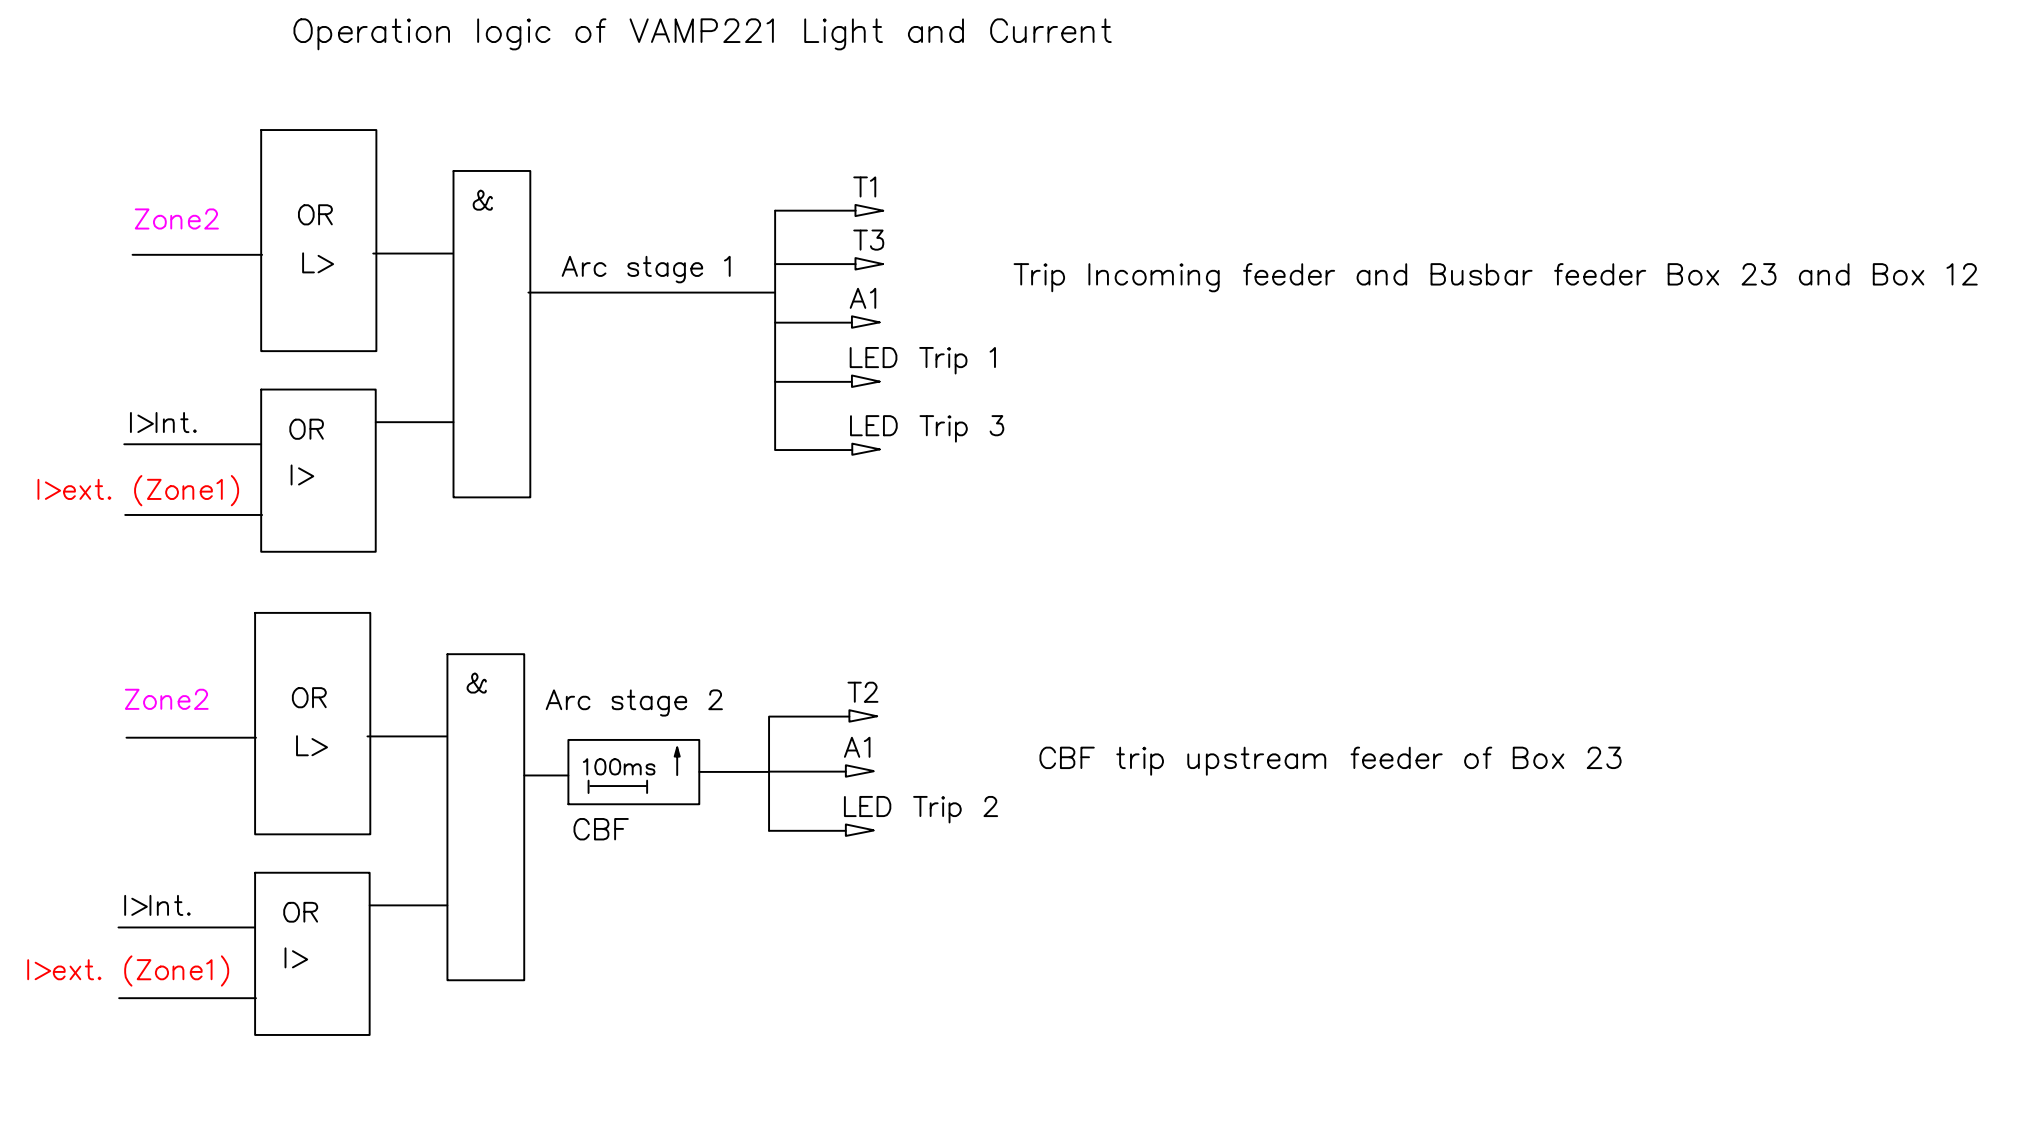 Operation logic of VAMP221 Light and Current
Zone2
OR
L>
&
Arc stage 1
T1
T3
A1
LED Trip 1
LED Trip 3
Trip Incoming feeder and Busbar feeder Box 23 and Box 12
I>Int.
I>ext. (Zone1)
OR
I>
Zone2
OR
L>
&
Arc stage 2
100ms
CBF
T2
A1
LED Trip 2
CBF trip upstream feeder of Box 23
I>Int.
I>ext. (Zone1)
OR
I>